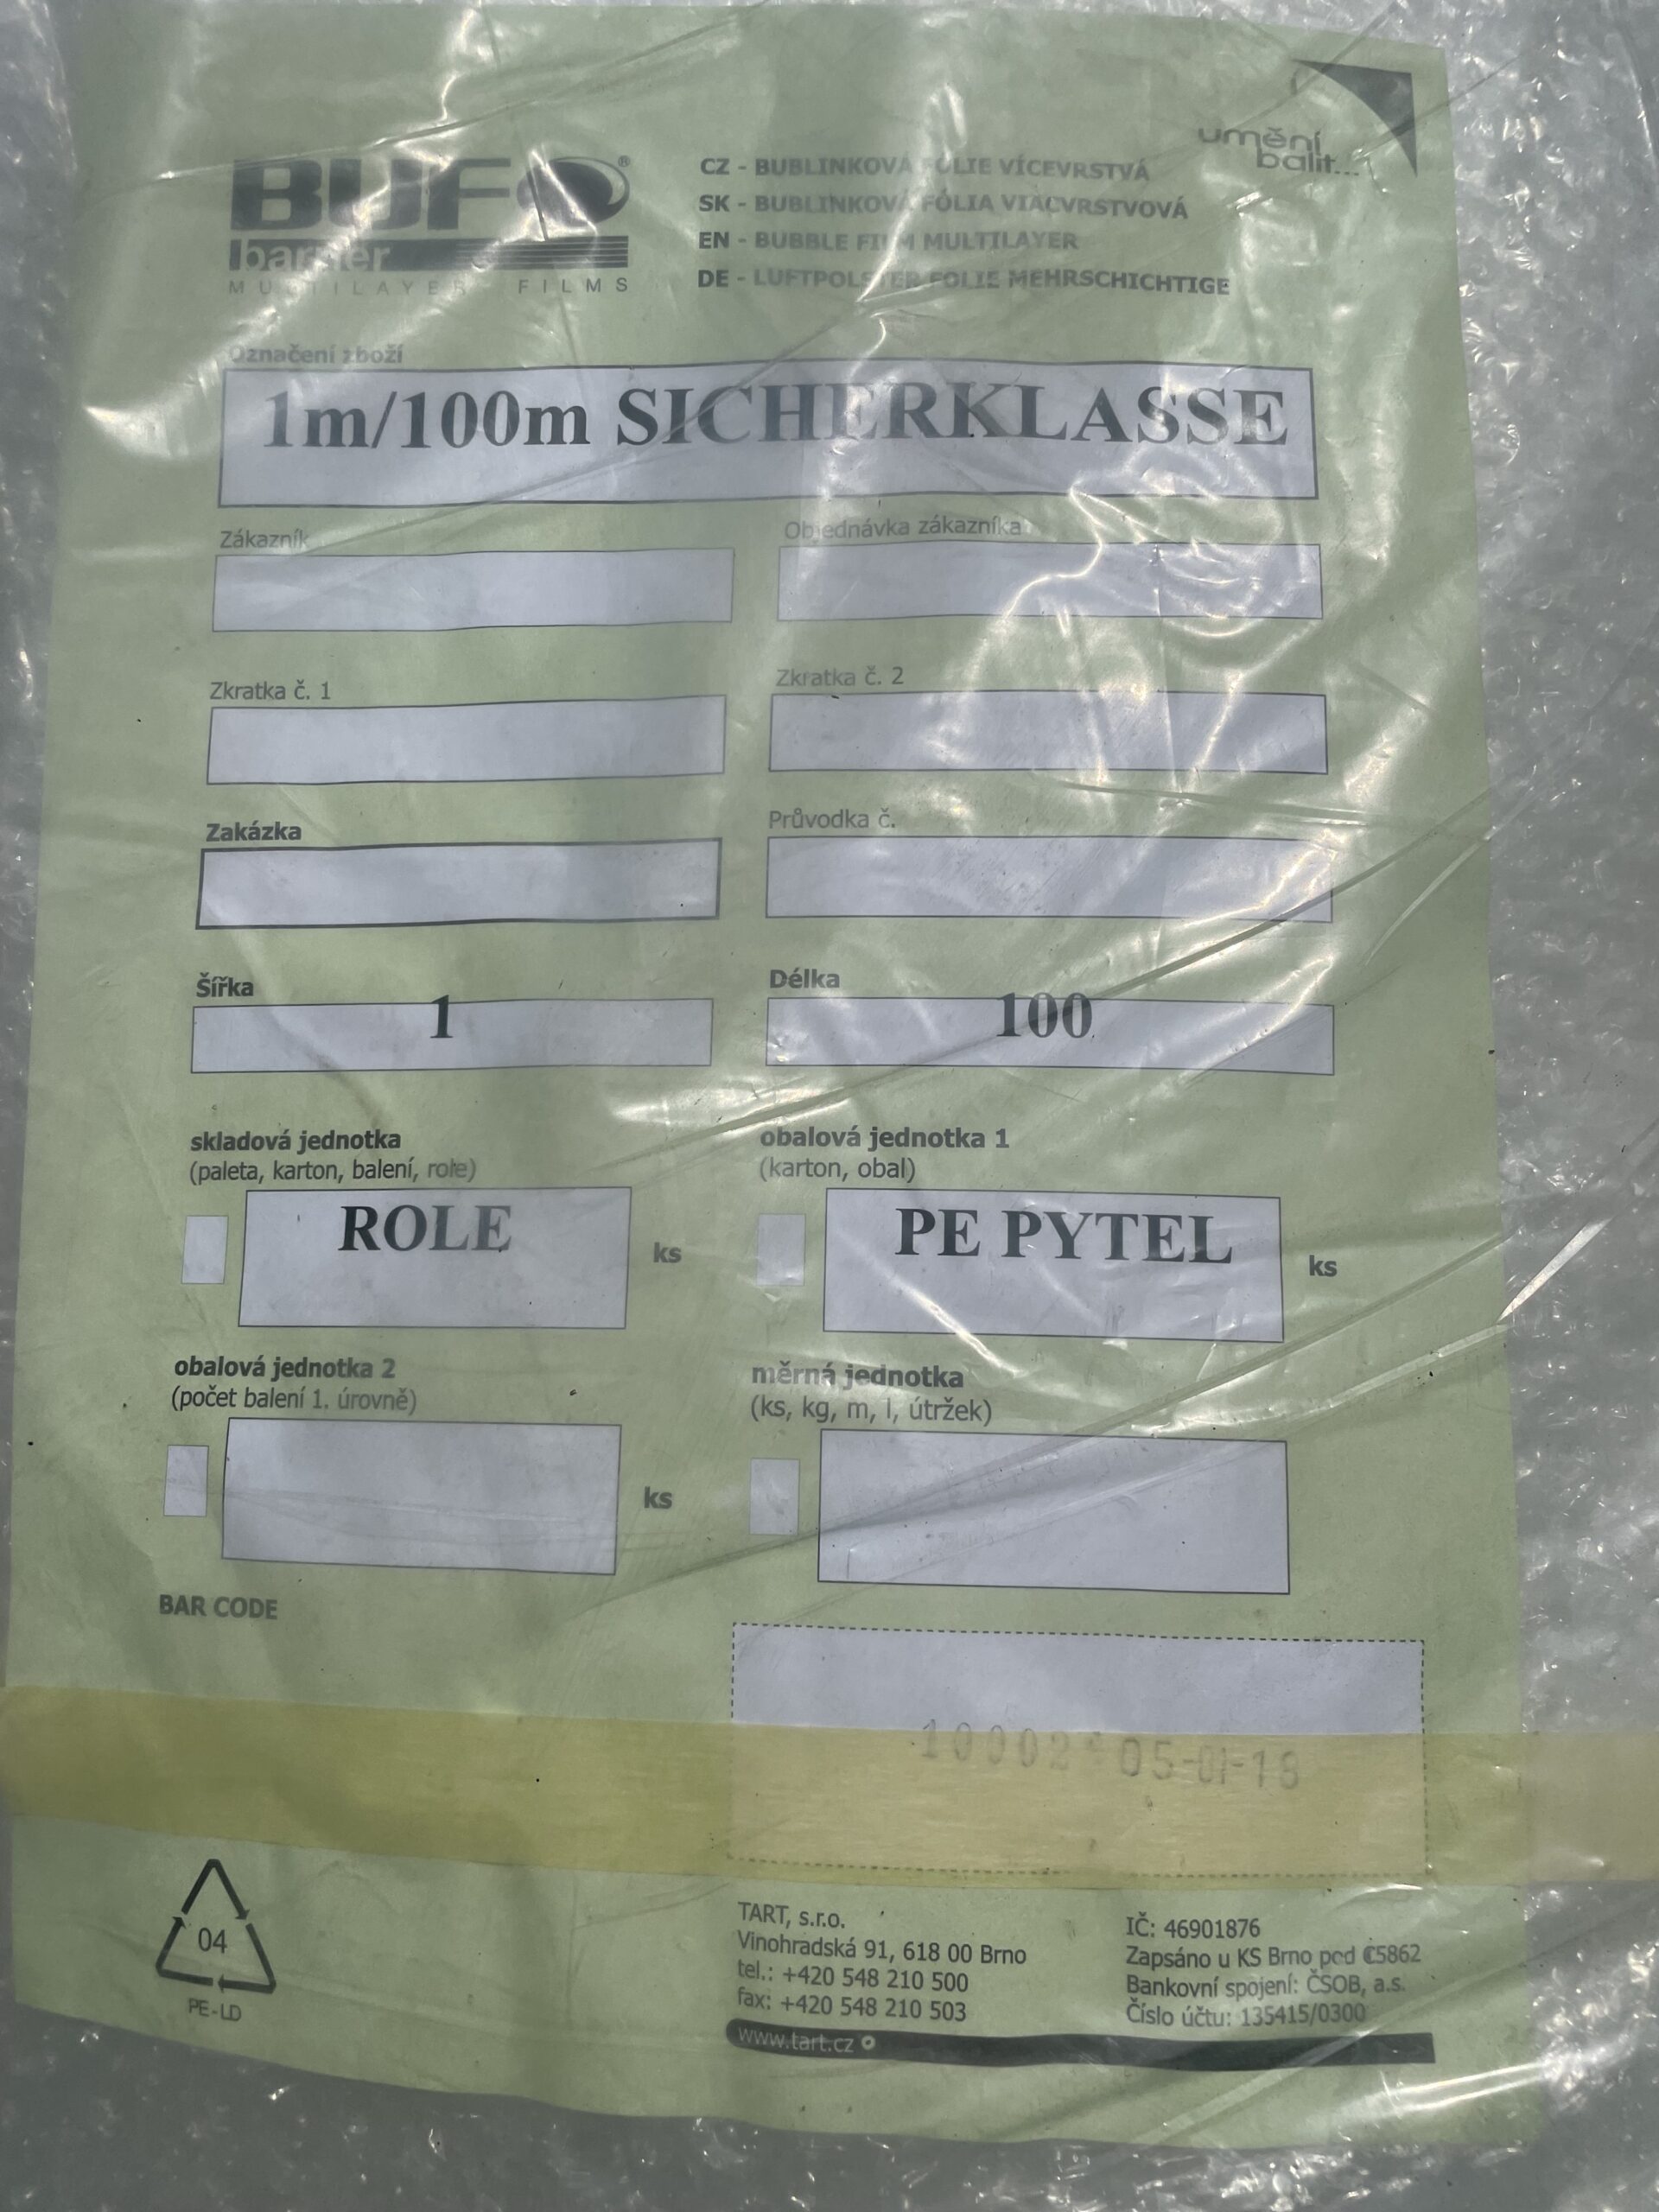 umění
balit...
BUFO®
barrier
MULTILAYER FILMS
CZ - BUBLINKOVÁ FÓLIE VÍCEVRSTVÁ
SK - BUBLINKOVÁ FÓLIA VIACVRSTVOVÁ
EN - BUBBLE FILM MULTILAYER
DE - LUFTPOLSTER FOLIE MEHRSCHICHTIGE
Označení zboží
1m/100m SICHERKLASSE
Zákazník
Objednávka zákazníka
Zkratka č. 1
Zkratka č. 2
Zakázka
Průvodka č.
Šířka
1
Délka
100
skladová jednotka
(paleta, karton, balení, role)
ROLE
ks
obalová jednotka 1
(karton, obal)
PE PYTEL
ks
obalová jednotka 2
(počet balení 1. úrovně)
ks
měrná jednotka
(ks, kg, m, l, útržek)
BAR CODE
05-01-18
04
PE-LD
TART, s.r.o.
Vinohradská 91, 618 00 Brno
tel.: +420 548 210 500
fax: +420 548 210 503
www.tart.cz
IČ: 46901876
Zapsáno u KS Brno pod C5862
Bankovní spojení: ČSOB, a.s.
Číslo účtu: 135415/0300